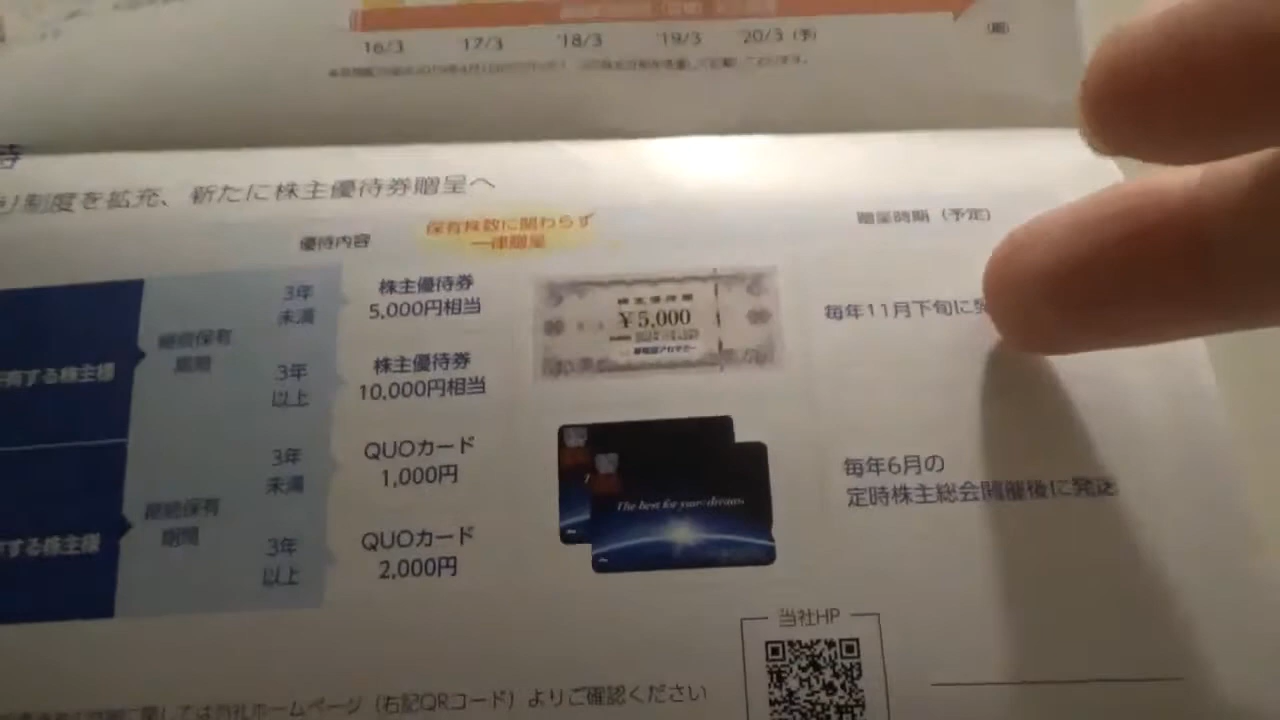 16/3 '17/3 '18/3 '19/3 '20/3（予）
（期）
待
り制度を拡充、新たに株主優待券贈呈へ
優待内容
保有株数に関わらず
一律贈呈
贈呈時期（予定）
有する株主様
継続保有
期間
3年
未満
株主優待券
5,000円相当
¥5,000
毎年11月下旬に発
3年
以上
株主優待券
10,000円相当
する株主様
継続保有
期間
3年
未満
QUOカード
1,000円
The best for your dreams
毎年6月の
定時株主総会開催後に発送
3年
以上
QUOカード
2,000円
当社HP
に関しては当社ホームページ（右記QRコード）よりご確認ください